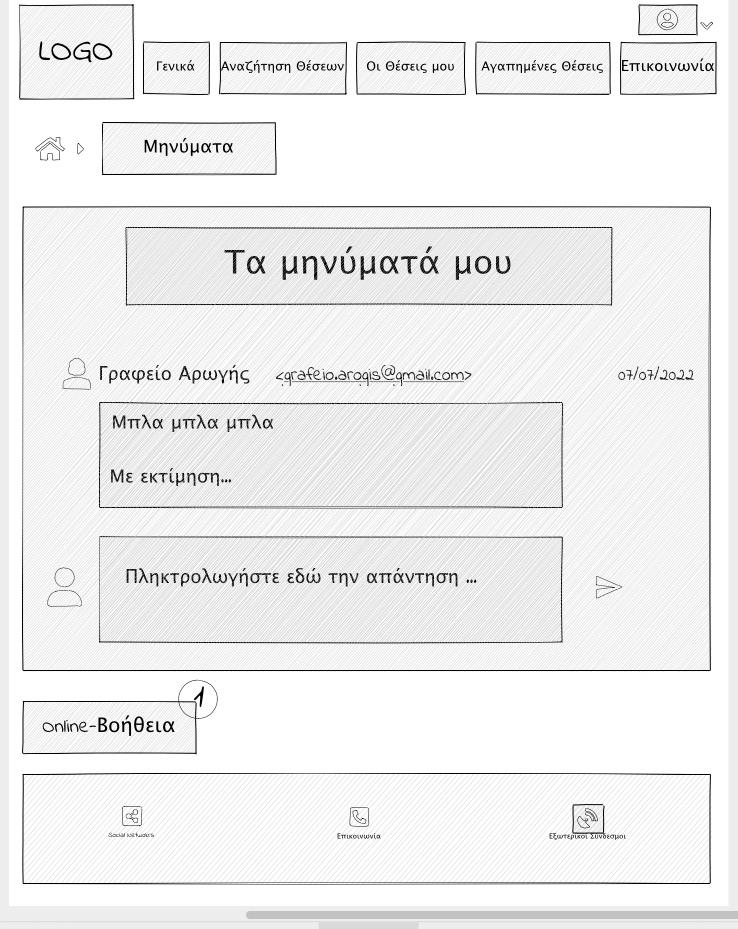 LOGO
Γενικά
Αναζήτηση Θέσεων
Οι Θέσεις μου
Αγαπημένες Θέσεις
Επικοινωνία
Μηνύματα
Τα μηνύματά μου
Γραφείο Αρωγής <grafeio.arogis@gmail.com> 07/07/2022
Μπλα μπλα μπλα
Με εκτίμηση...
Πληκτρολωγήστε εδώ την απάντηση ...
1
Online-Βοήθεια
Social Networks
Επικοινωνία
Εξωτερικοί Σύνδεσμοι